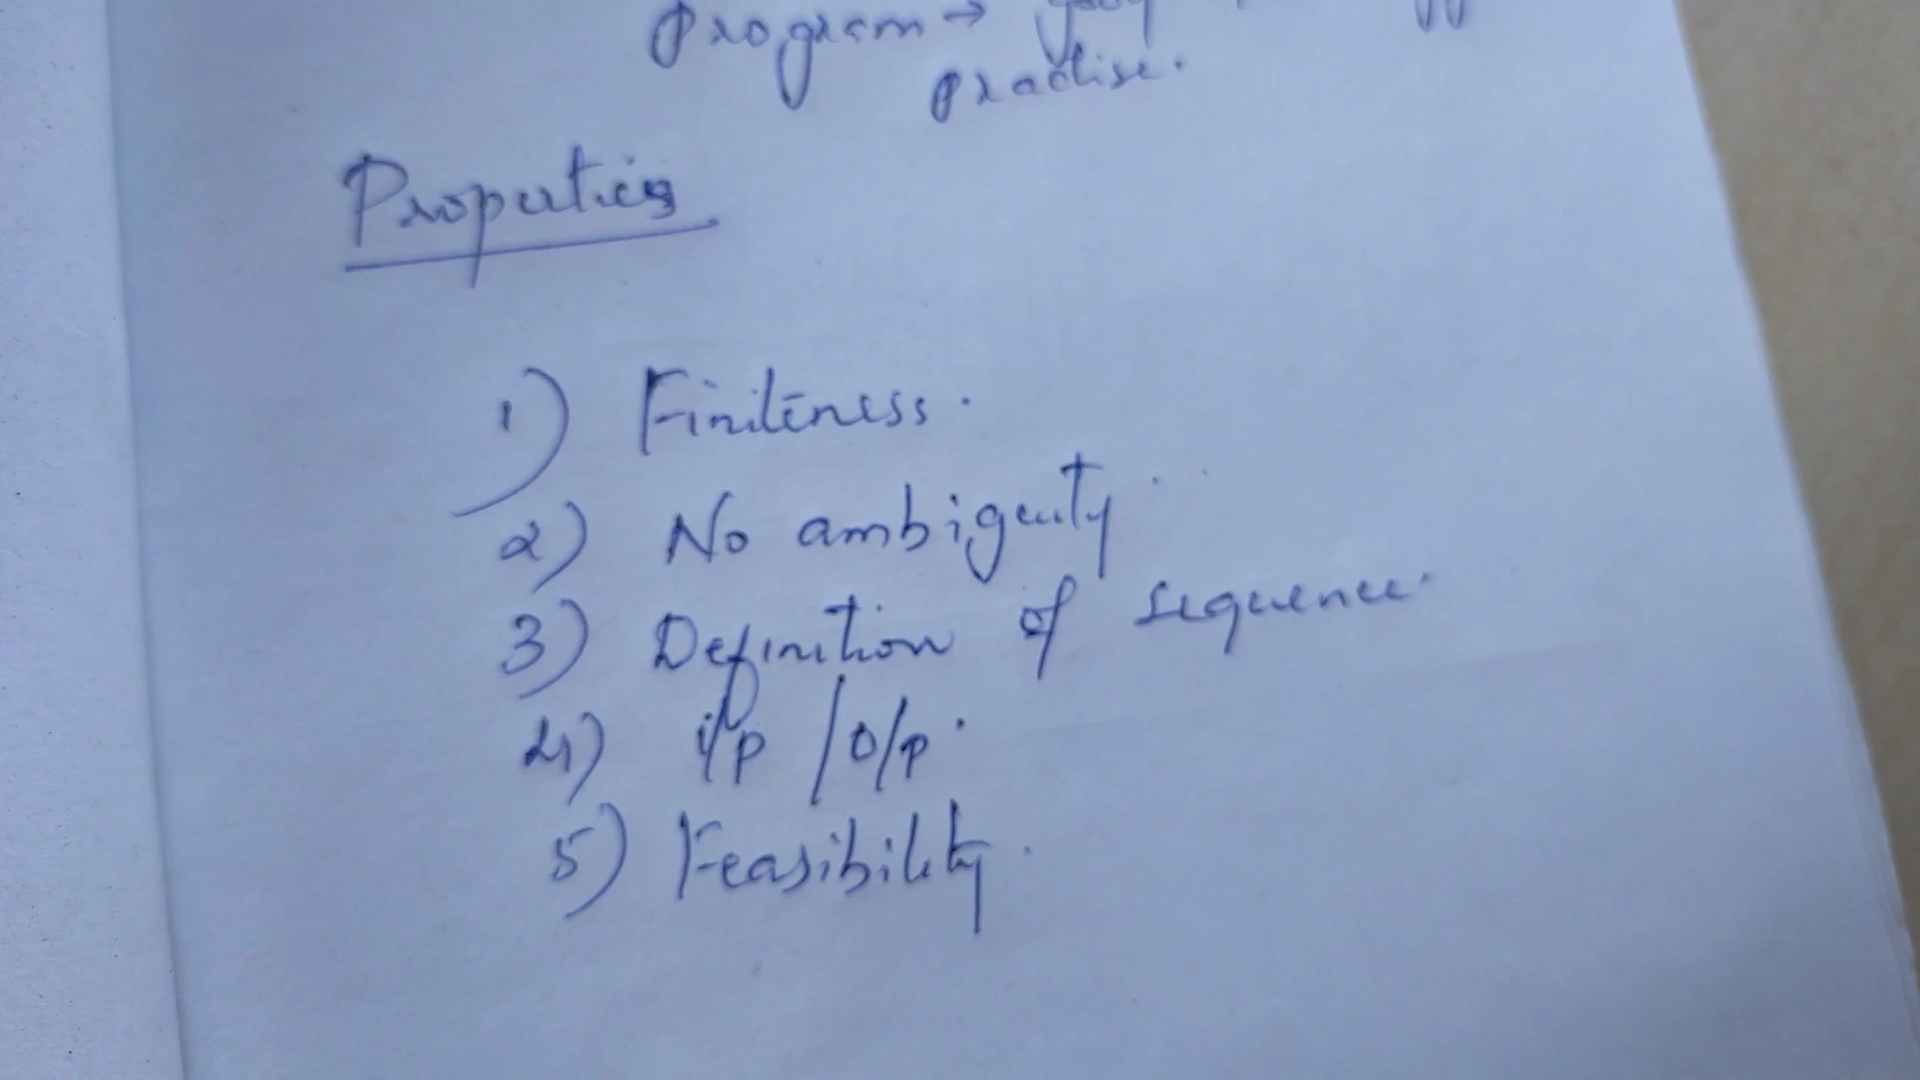 Program →
practise.
Properties
1) Finiteness.
2) No ambiguity.
3) Definition of sequence.
4) i/p / o/p.
5) Feasibility.